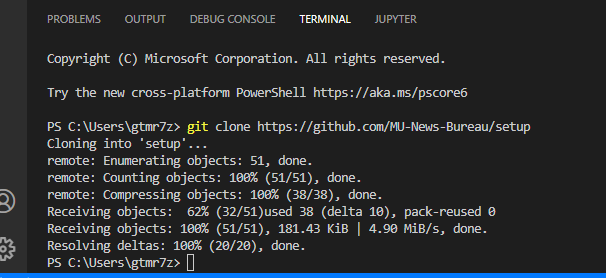 PROBLEMS OUTPUT DEBUG CONSOLE TERMINAL JUPYTER
Copyright (C) Microsoft Corporation. All rights reserved.
Try the new cross-platform PowerShell https://aka.ms/pscore6
PS C:\Users\gtmr7z> git clone https://github.com/MU-News-Bureau/setup
Cloning into 'setup'...
remote: Enumerating objects: 51, done.
remote: Counting objects: 100% (51/51), done.
remote: Compressing objects: 100% (38/38), done.
Receiving objects:  62% (32/51)used 38 (delta 10), pack-reused 0
Receiving objects: 100% (51/51), 181.43 KiB | 4.90 MiB/s, done.
Resolving deltas: 100% (20/20), done.
PS C:\Users\gtmr7z>